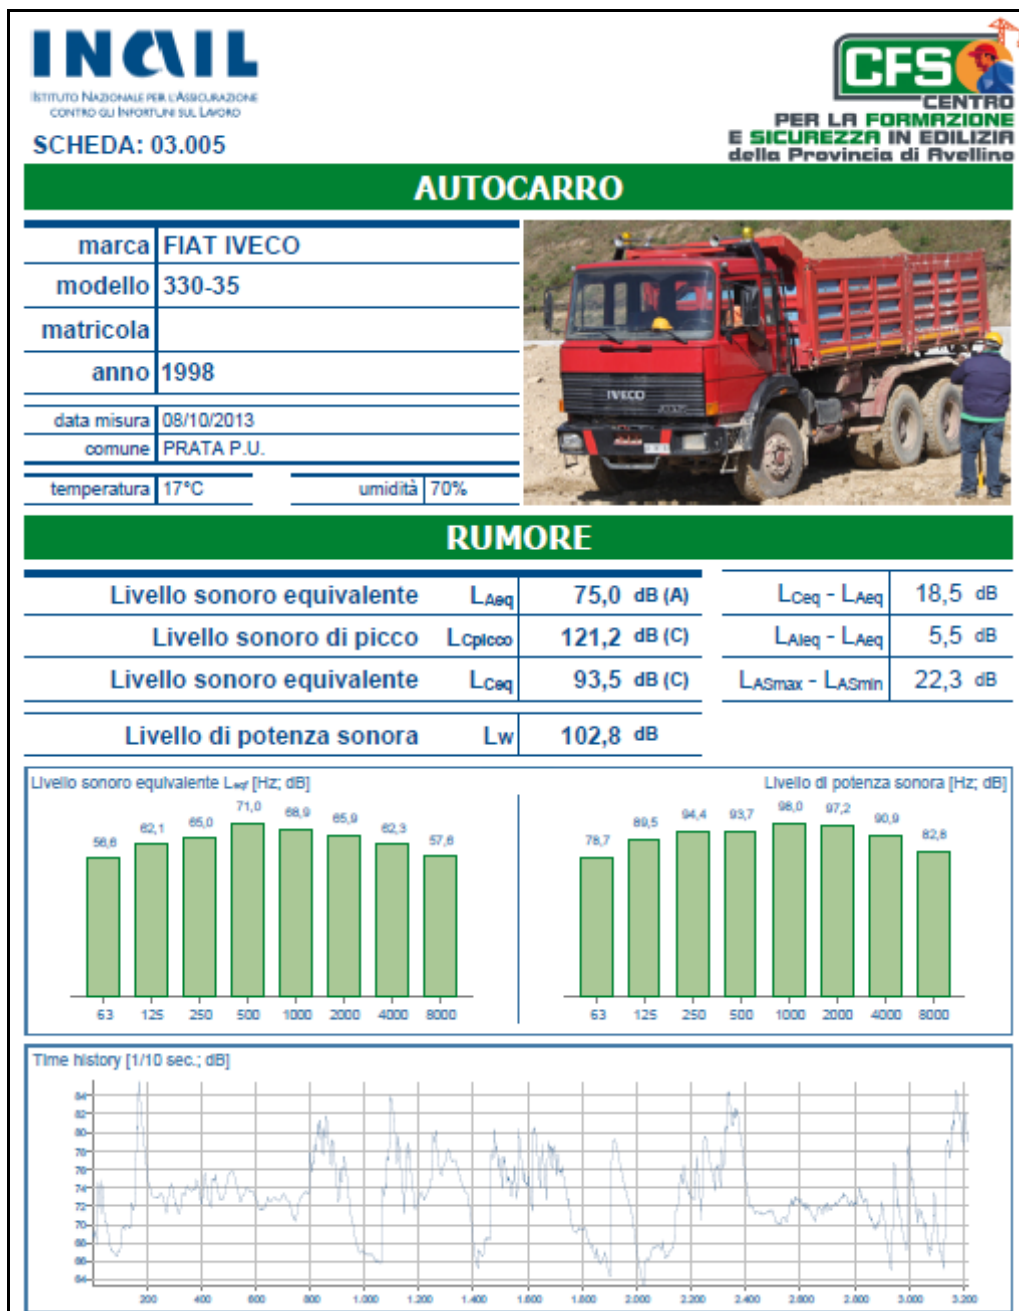 INAIL
ISTITUTO NAZIONALE PER L'ASSICURAZIONE
CONTRO GLI INFORTUNI SUL LAVORO
SCHEDA: 03.005
CFS
CENTRO
PER LA FORMAZIONE
E SICUREZZA IN EDILIZIA
della Provincia di Avellino
AUTOCARRO
marca FIAT IVECO
modello 330-35
matricola
anno 1998
data misura 08/10/2013
comune PRATA P.U.
temperatura 17°C umidità 70%
IVECO
RUMORE
Livello sonoro equivalente LAeq 75,0 dB (A)
Livello sonoro di picco LCpicco 121,2 dB (C)
Livello sonoro equivalente LCeq 93,5 dB (C)
Livello di potenza sonora LW 102,8 dB
LCeq - LAeq 18,5 dB
LAIeq - LAeq 5,5 dB
LASmax - LASmin 22,3 dB
Livello sonoro equivalente Leqf [Hz; dB]
56,6 62,1 65,0 71,0 68,9 65,9 62,3 57,6
63 125 250 500 1000 2000 4000 8000
Livello di potenza sonora [Hz; dB]
78,7 89,5 94,4 93,7 98,0 97,2 90,9 82,8
63 125 250 500 1000 2000 4000 8000
Time history [1/10 sec.; dB]
84
82
80
78
76
74
72
70
68
66
64
200 400 600 800 1.000 1.200 1.400 1.600 1.800 2.000 2.200 2.400 2.600 2.800 3.000 3.200